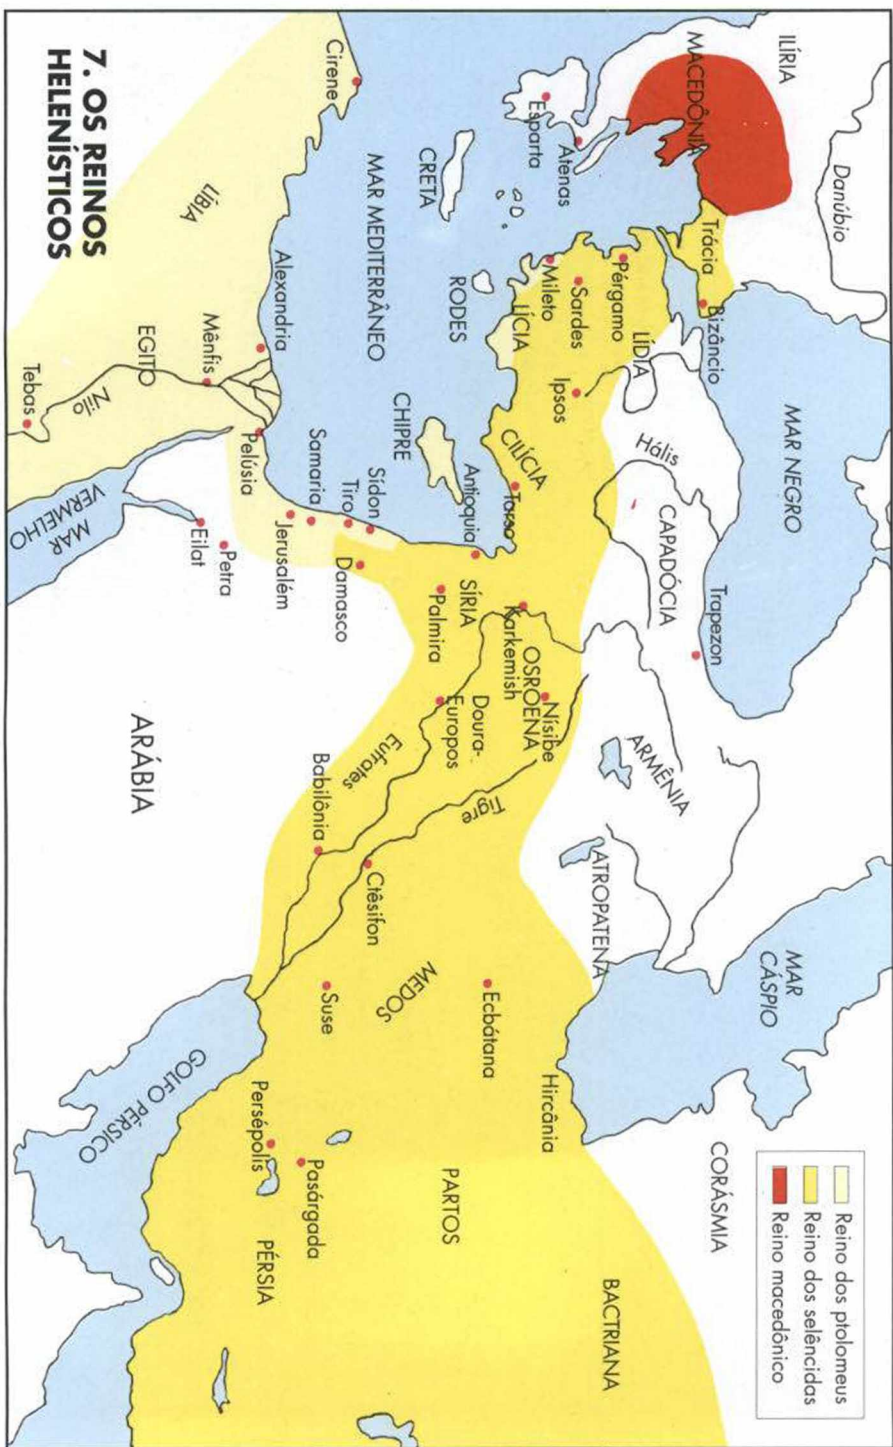 7. OS REINOS
HELENÍSTICOS
Reino dos ptolomeus
Reino dos selêncidas
Reino macedônico
ILÍRIA
Danúbio
MACEDÔNIA
Trácia
Bizâncio
MAR NEGRO
Trapezon
MAR
CÁSPIO
CORÁSMIA
Esparta
Atenas
Pérgamo
LÍDIA
Sardes
Mileto
Ipsos
Hális
CAPADÓCIA
ARMÊNIA
ATROPATENA
Hircânia
BACTRIANA
CRETA
RODES
LÍCIA
CILÍCIA
Tarso
CHIPRE
Antioquia
Karkemish
OSROENA
Nísibe
Tigre
Ecbátana
MEDOS
PARTOS
MAR MEDITERRÂNEO
SÍRIA
Palmira
Doura-
Europos
Eufrates
Ctêsifon
Babilônia
Suse
Pasárgada
Persépolis
PÉRSIA
GOLFO PÉRSICO
Sídon
Tiro
Damasco
Samaria
Jerusalém
Pelúsia
Petra
Eilat
ARÁBIA
Cirene
LÍBIA
Alexandria
Mênfis
EGITO
Nilo
Tebas
MAR
VERMELHO